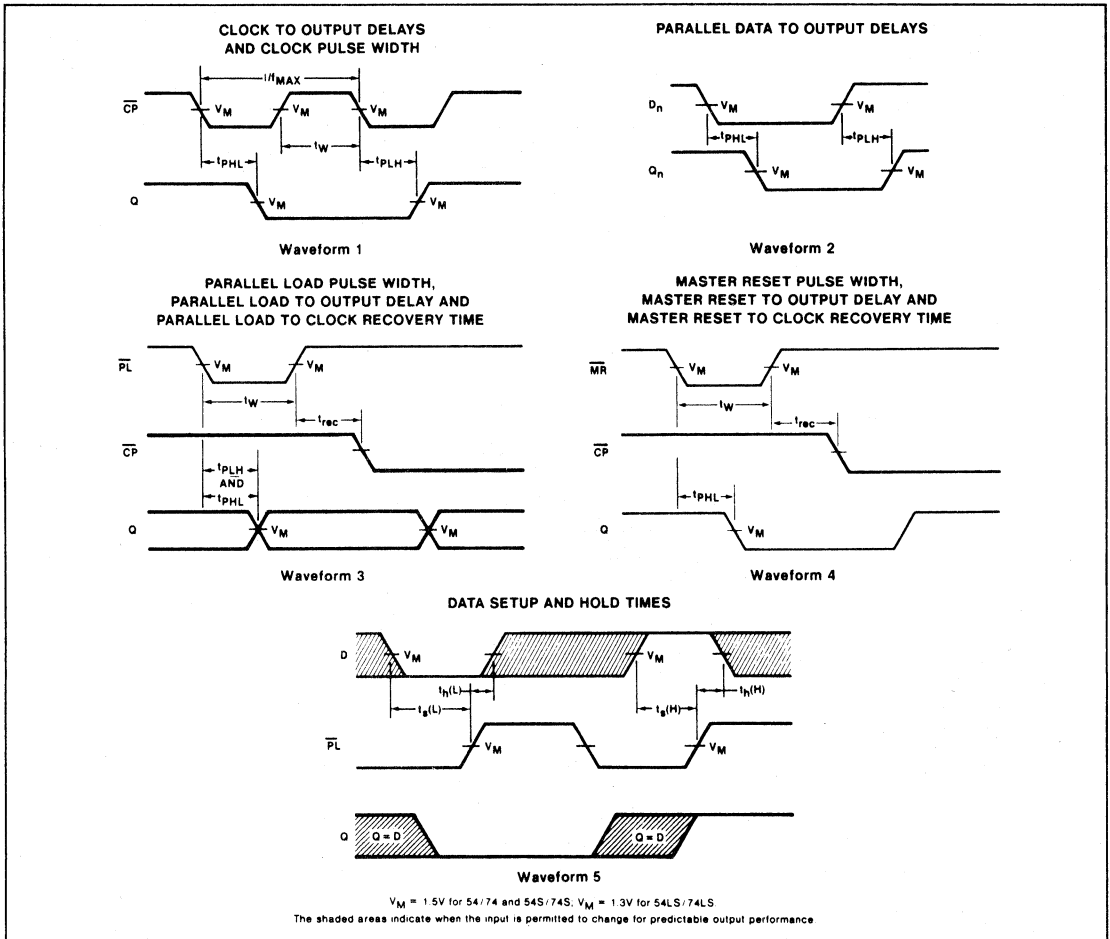 CLOCK TO OUTPUT DELAYS
AND CLOCK PULSE WIDTH
1/fMAX
CP
VM
VM
VM
tPHL
tW
tPLH
Q
VM
VM
Waveform 1
PARALLEL DATA TO OUTPUT DELAYS
Dn
VM
VM
tPHL
tPLH
Qn
VM
VM
Waveform 2
PARALLEL LOAD PULSE WIDTH,
PARALLEL LOAD TO OUTPUT DELAY AND
PARALLEL LOAD TO CLOCK RECOVERY TIME
PL
VM
VM
tW
trec
CP
tPLH
AND
tPHL
Q
VM
VM
Waveform 3
MASTER RESET PULSE WIDTH,
MASTER RESET TO OUTPUT DELAY AND
MASTER RESET TO CLOCK RECOVERY TIME
MR
VM
VM
tW
trec
CP
tPHL
Q
VM
Waveform 4
DATA SETUP AND HOLD TIMES
D
VM
VM
th(L)
th(H)
ts(L)
ts(H)
PL
VM
VM
Q
Q = D
Q = D
Waveform 5
VM = 1.5V for 54/74 and 54S/74S; VM = 1.3V for 54LS/74LS.
The shaded areas indicate when the input is permitted to change for predictable output performance.